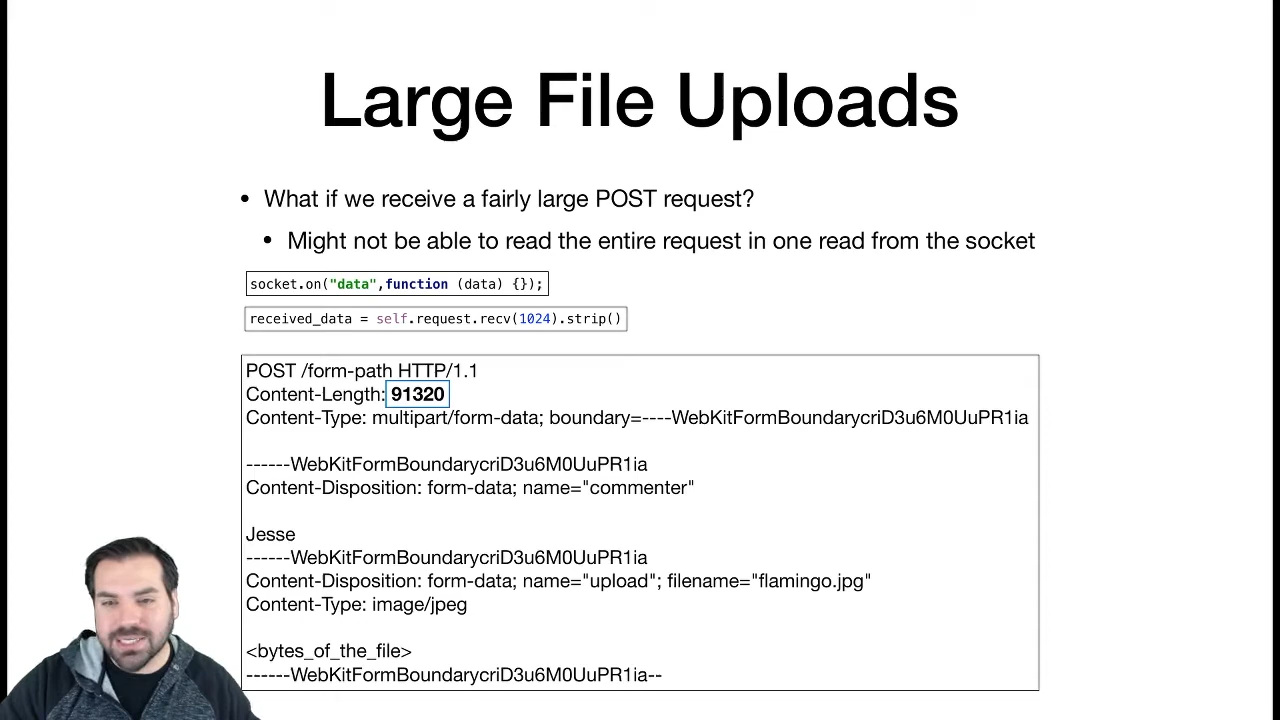 Large File Uploads
• What if we receive a fairly large POST request?
• Might not be able to read the entire request in one read from the socket
socket.on("data",function (data) {});
received_data = self.request.recv(1024).strip()
POST /form-path HTTP/1.1
Content-Length: 91320
Content-Type: multipart/form-data; boundary=----WebKitFormBoundarycriD3u6M0UuPR1ia
------WebKitFormBoundarycriD3u6M0UuPR1ia
Content-Disposition: form-data; name="commenter"
Jesse
------WebKitFormBoundarycriD3u6M0UuPR1ia
Content-Disposition: form-data; name="upload"; filename="flamingo.jpg"
Content-Type: image/jpeg
<bytes_of_the_file>
------WebKitFormBoundarycriD3u6M0UuPR1ia--